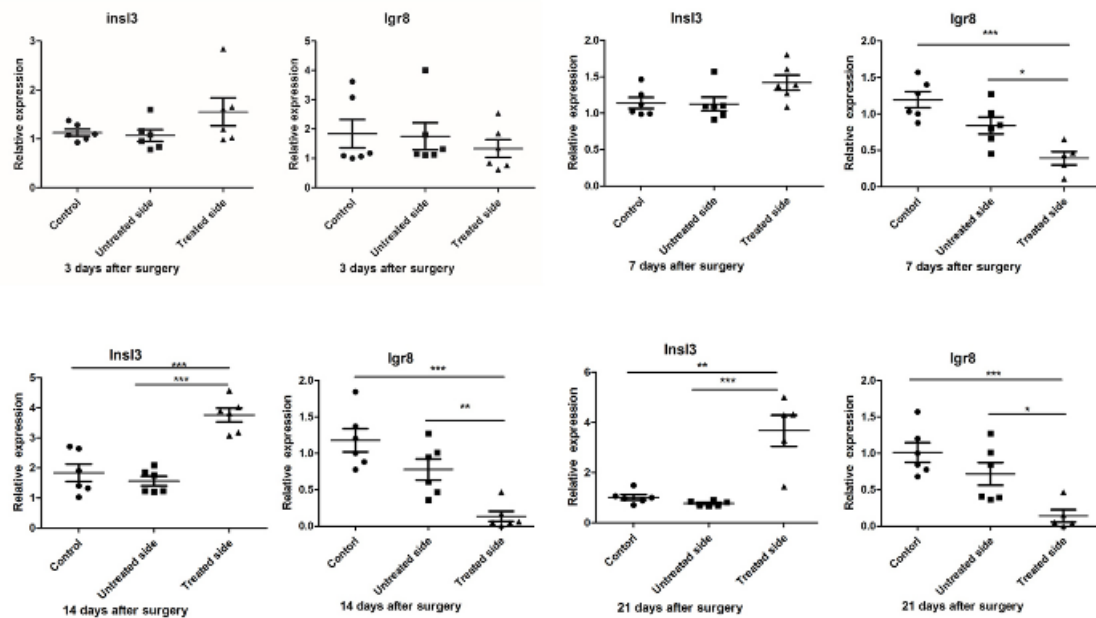 insl3
Relative expression
3
2
1
0
Control
Untreated side
Treated side
3 days after surgery
lgr8
Relative expression
5
4
3
2
1
0
Control
Untreated side
Treated side
3 days after surgery
Insl3
Relative expression
2.0
1.5
1.0
0.5
0.0
Control
Untreated side
Treated side
7 days after surgery
lgr8
***
*
Relative expression
2.0
1.5
1.0
0.5
0.0
Contorl
Untreated side
Treated side
7 days after surgery
Insl3
***
***
Relative expression
5
4
3
2
1
0
Control
Untreated side
Treated side
14 days after surgery
lgr8
***
**
Relative expression
2.0
1.5
1.0
0.5
0.0
Contorl
Untreated side
Treated side
14 days after surgery
Insl3
**
***
Relative expression
6
4
2
0
Contorl
Untreated side
Treated side
21 days after surgery
lgr8
***
*
Relative expression
2.0
1.5
1.0
0.5
0.0
Contorl
Untreated side
Treated side
21 days after surgery